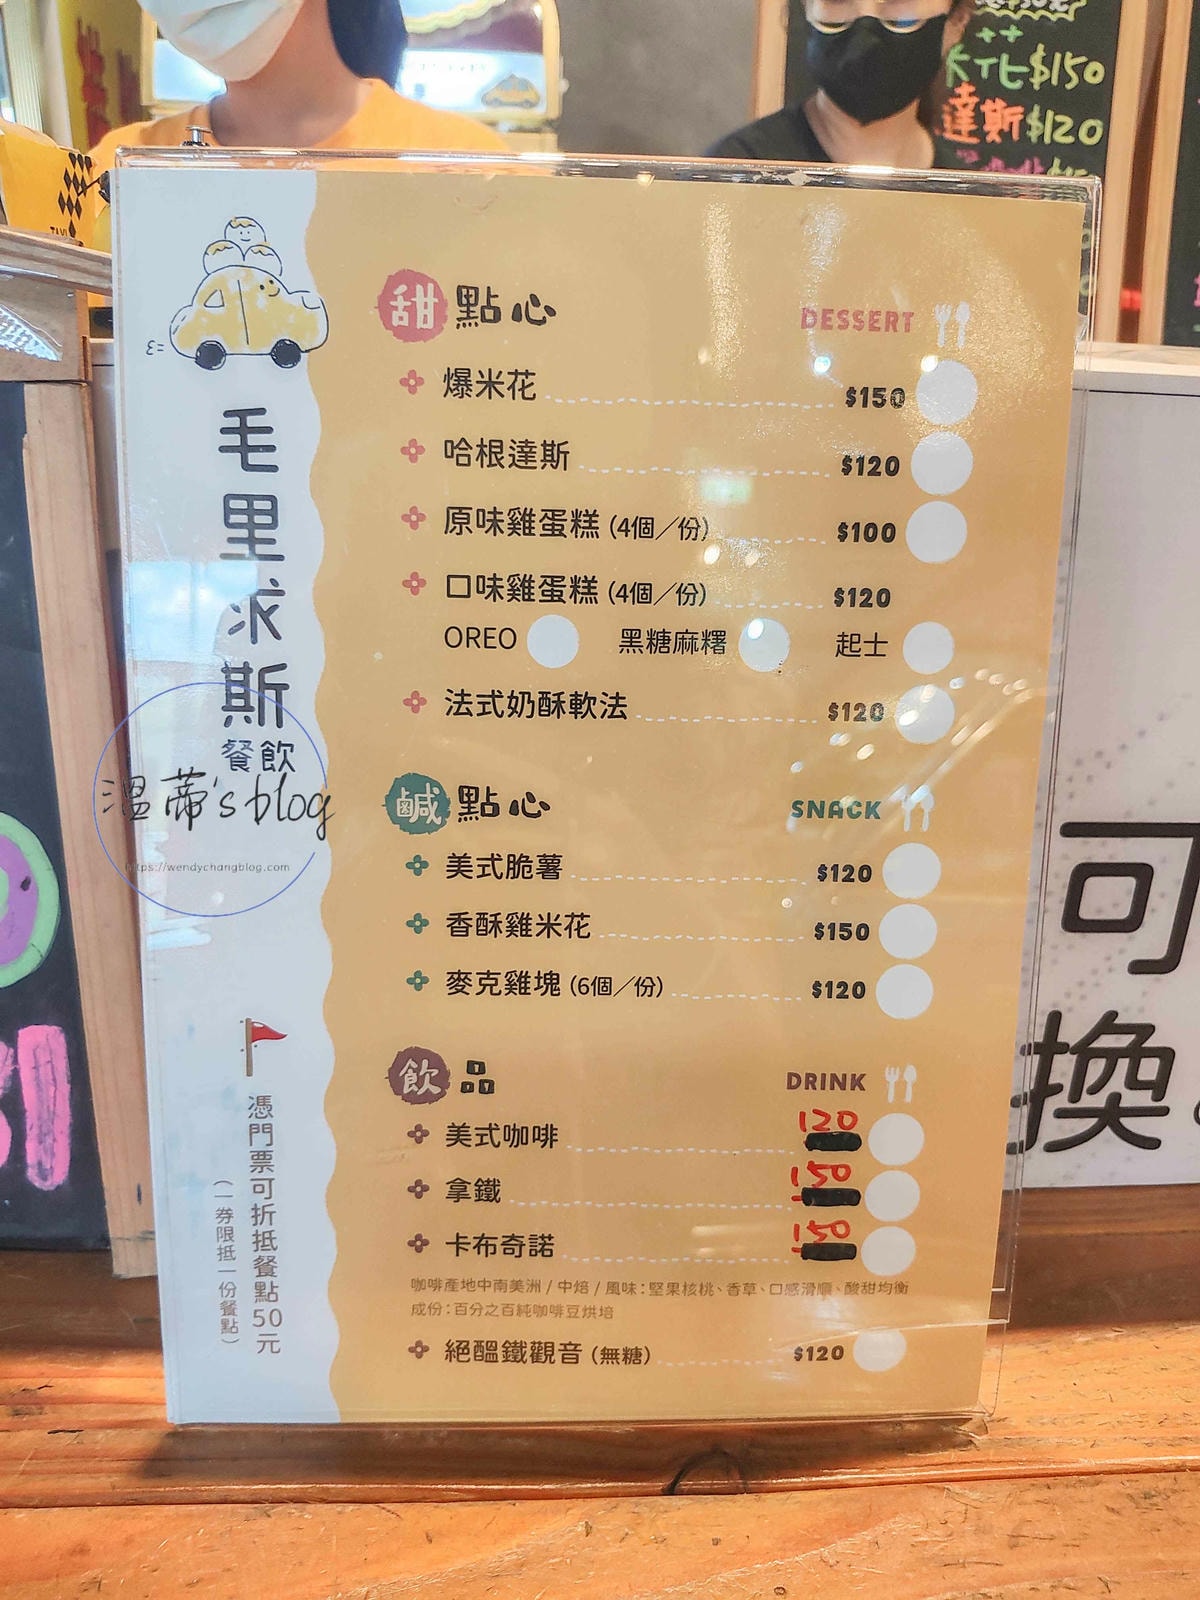 卡花$150
達斯$120
毛里求斯
餐飲
溫蒂's blog
https://wendychangblog.com
憑門票可折抵餐點50元
（一券限抵一份餐點）
甜點心 DESSERT
爆米花 $150
哈根達斯 $120
原味雞蛋糕 (4個／份) $100
口味雞蛋糕 (4個／份) $120
OREO 黑糖麻糬 起士
法式奶酥軟法 $120
鹹點心 SNACK
美式脆薯 $120
香酥雞米花 $150
麥克雞塊 (6個／份) $120
飲品 DRINK
美式咖啡 120
拿鐵 150
卡布奇諾 150
咖啡產地中南美洲 / 中焙 / 風味：堅果核桃、香草、口感滑順、酸甜均衡
成份：百分之百純咖啡豆烘培
絕醞鐵觀音 (無糖) $120
可
換